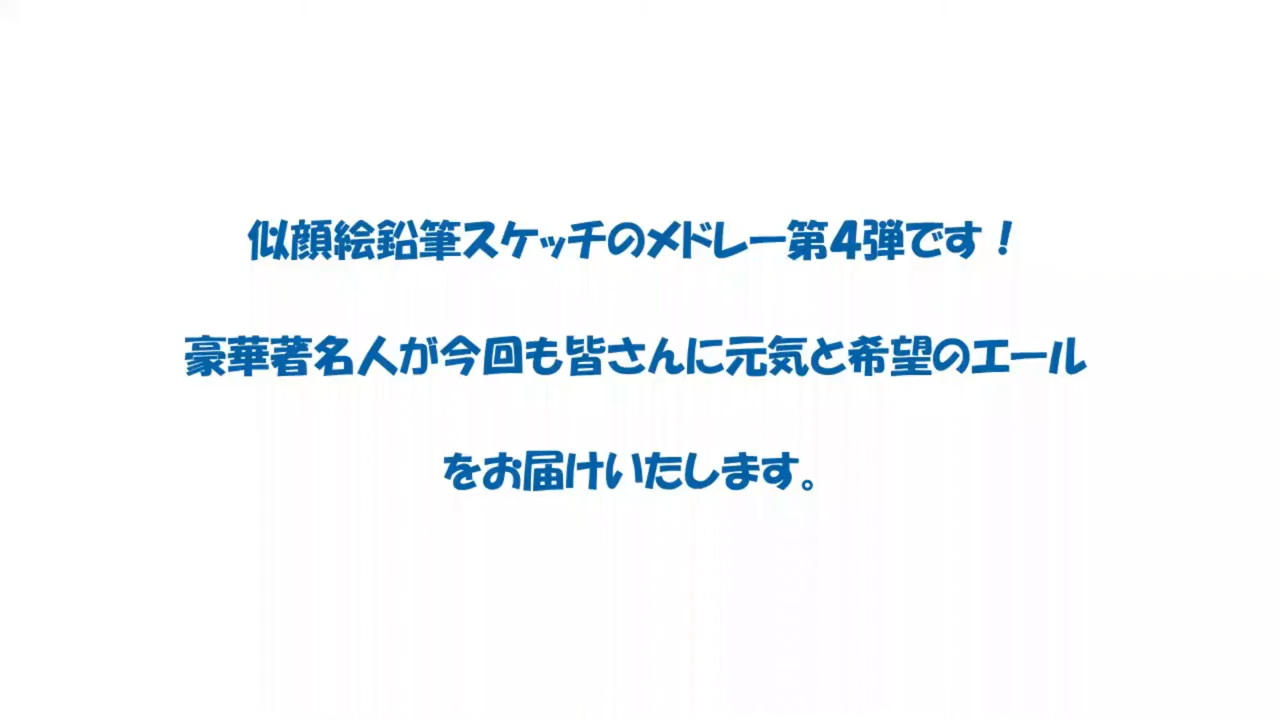 似顔絵鉛筆スケッチのメドレー第4弾です！
豪華著名人が今回も皆さんに元気と希望のエール
をお届けいたします。